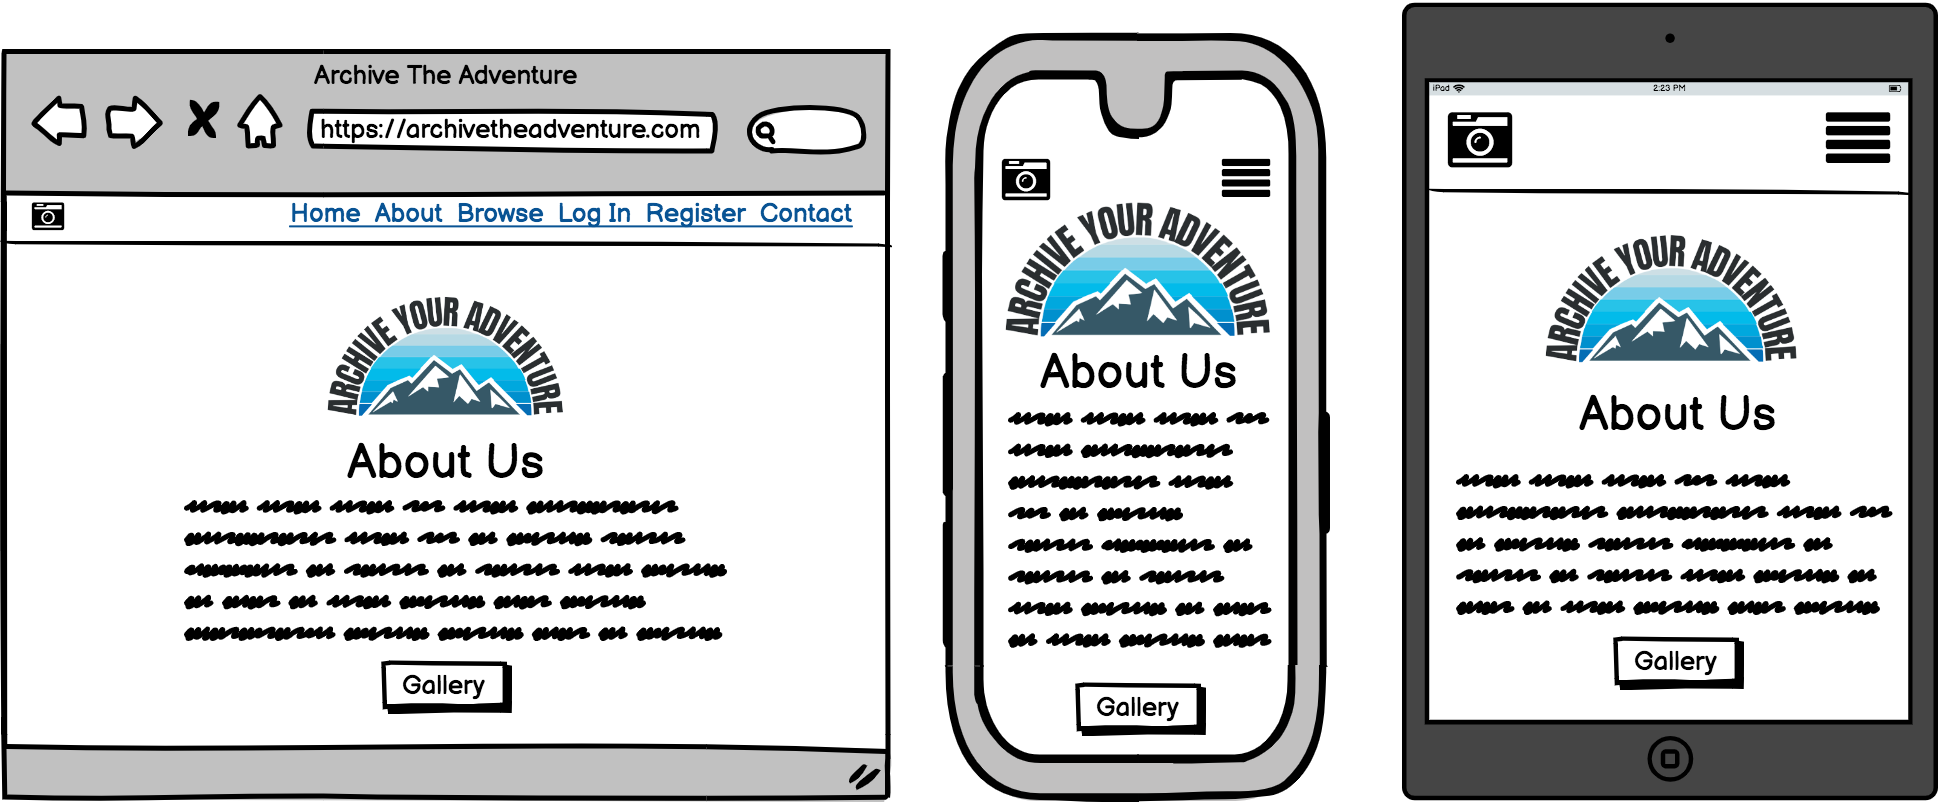 Archive The Adventure
https://archivetheadventure.com
Home About Browse Log In Register Contact
ARCHIVE YOUR ADVENTURE
About Us
Gallery
ARCHIVE YOUR ADVENTURE
About Us
Gallery
iPad 2:23 PM
ARCHIVE YOUR ADVENTURE
About Us
Gallery